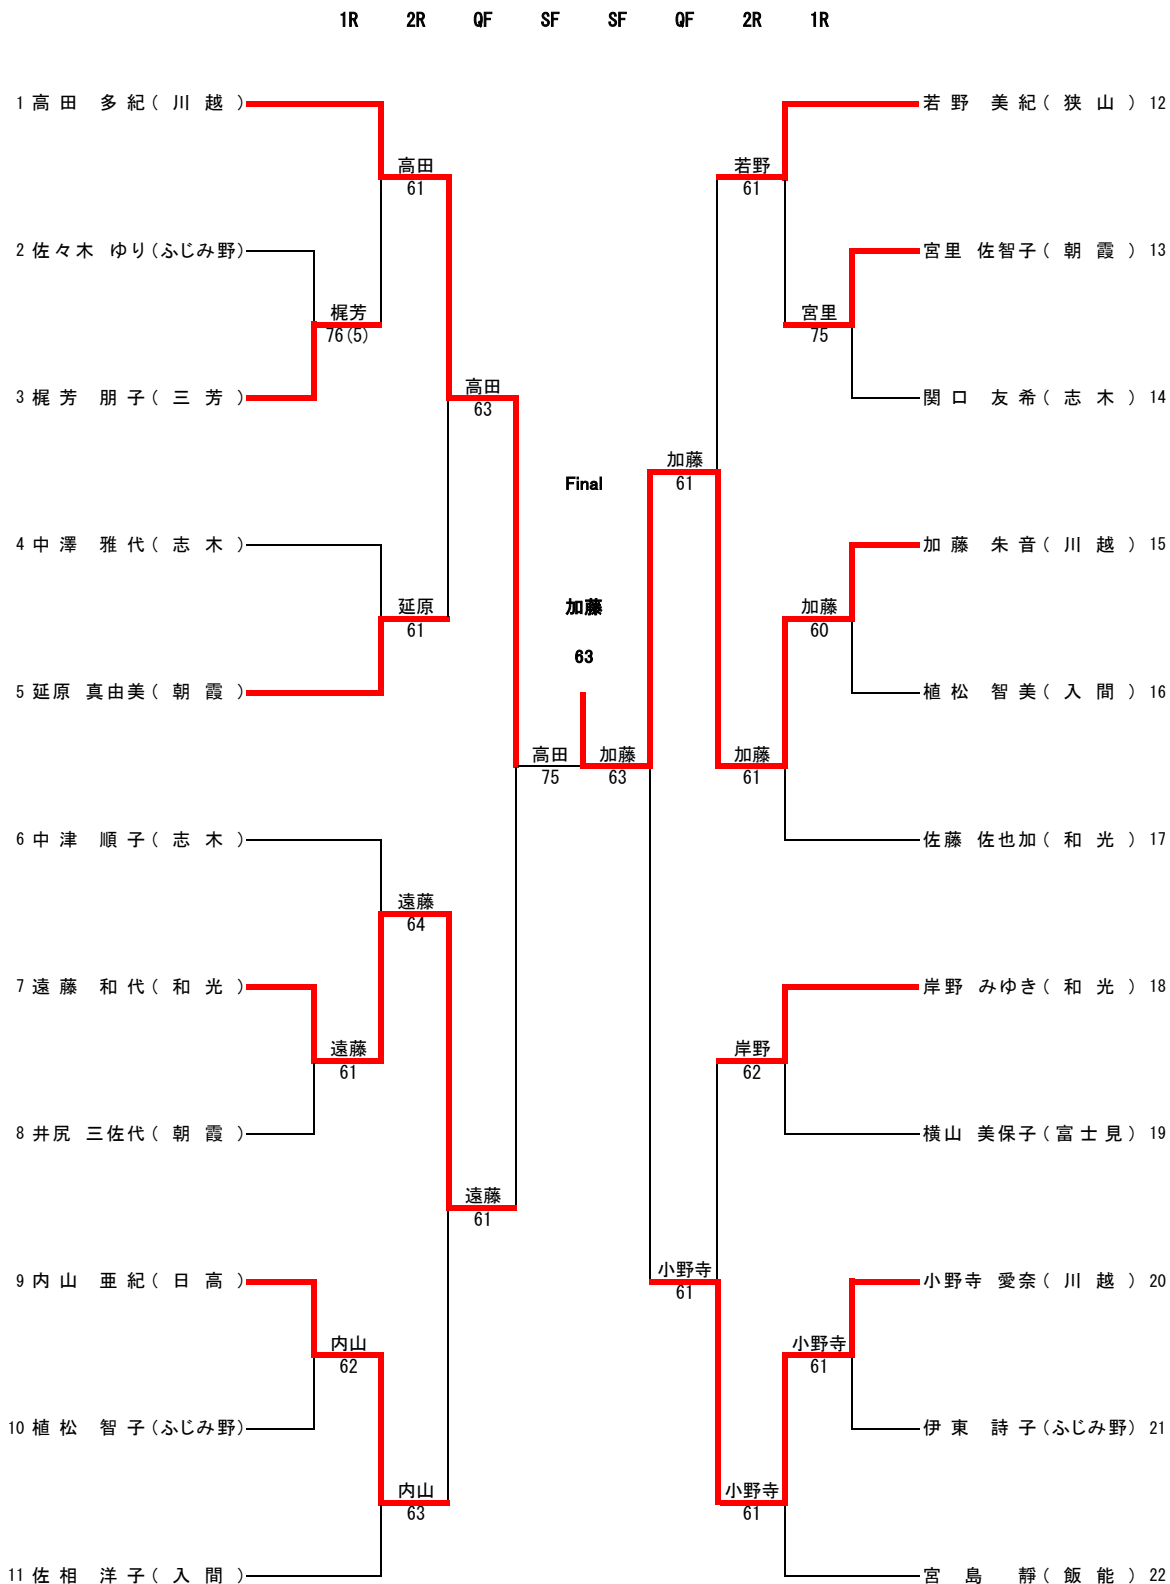 1R 2R QF SF SF QF 2R 1R
1 高田 多紀(川越) 若野 美紀(狭山) 12
高田 若野
61 61
2 佐々木 ゆり(ふじみ野) 宮里 佐智子(朝霞) 13
梶芳 宮里
76(5) 75
3 梶芳 朋子(三芳) 高田 関口 友希(志木) 14
63
加藤
Final 61
4 中澤 雅代(志木) 加藤 朱音(川越) 15
延原 加藤 加藤
61 60
63
5 延原 真由美(朝霞) 植松 智美(入間) 16
高田 加藤 加藤
75 63 61
6 中津 順子(志木) 佐藤 佐也加(和光) 17
遠藤
64
7 遠藤 和代(和光) 岸野 みゆき(和光) 18
遠藤 岸野
61 62
8 井尻 三佐代(朝霞) 横山 美保子(富士見) 19
遠藤
61
小野寺
9 内山 亜紀(日高) 61 小野寺 愛奈(川越) 20
内山 小野寺
62 61
10 植松 智子(ふじみ野) 伊東 詩子(ふじみ野) 21
内山 小野寺
63 61
11 佐相 洋子(入間) 宮島 靜(飯能) 22